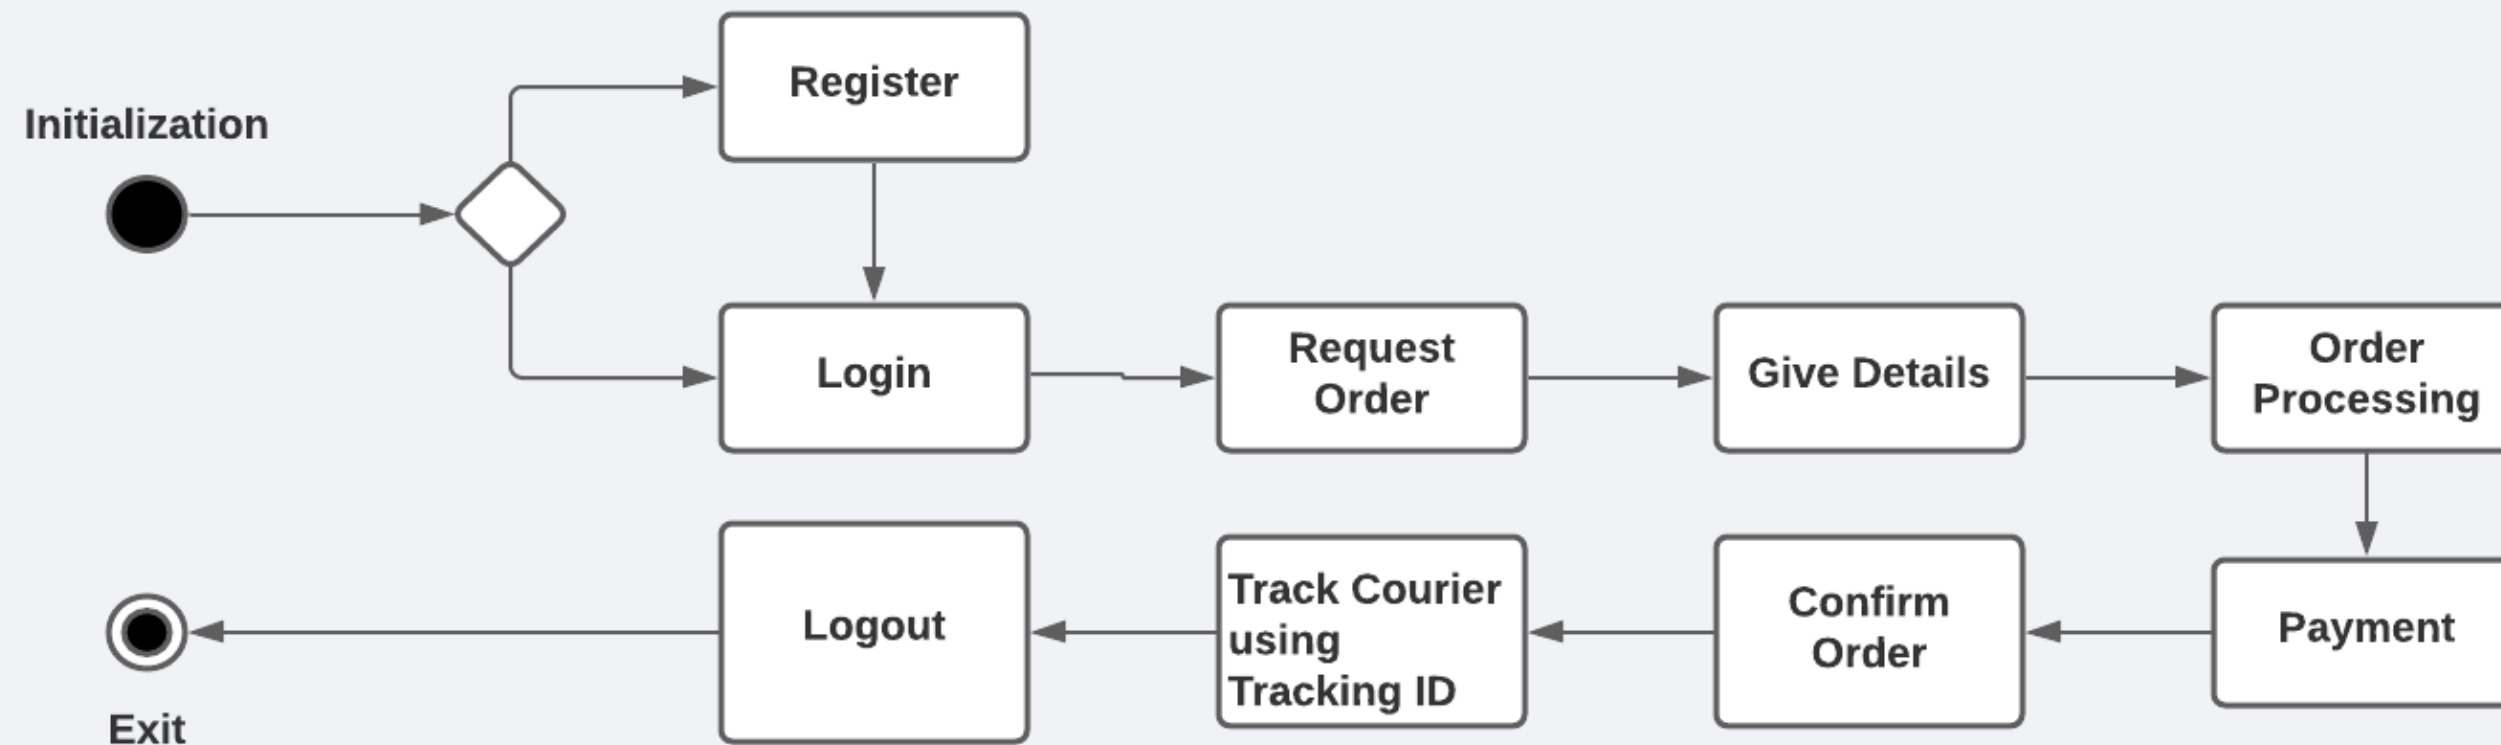 Register
Initialization
Login
Request
Order
Give Details
Order
Processing
Logout
Track Courier
using
Tracking ID
Confirm
Order
Payment
Exit